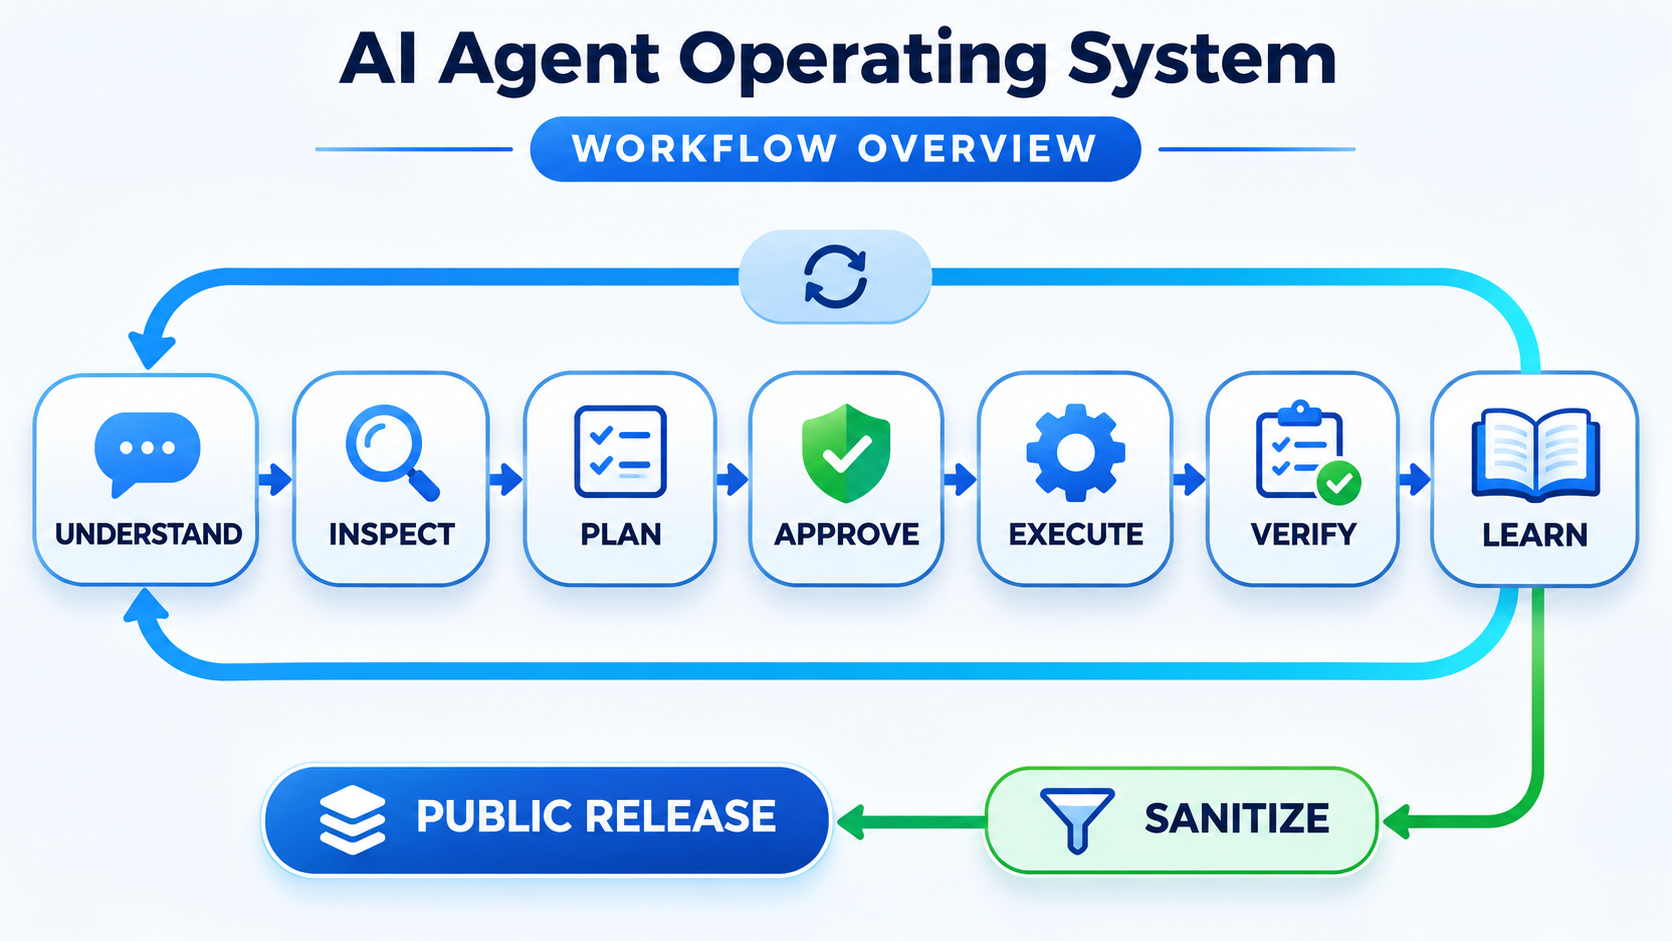 AI Agent Operating System
WORKFLOW OVERVIEW
UNDERSTAND
INSPECT
PLAN
APPROVE
EXECUTE
VERIFY
LEARN
PUBLIC RELEASE
SANITIZE